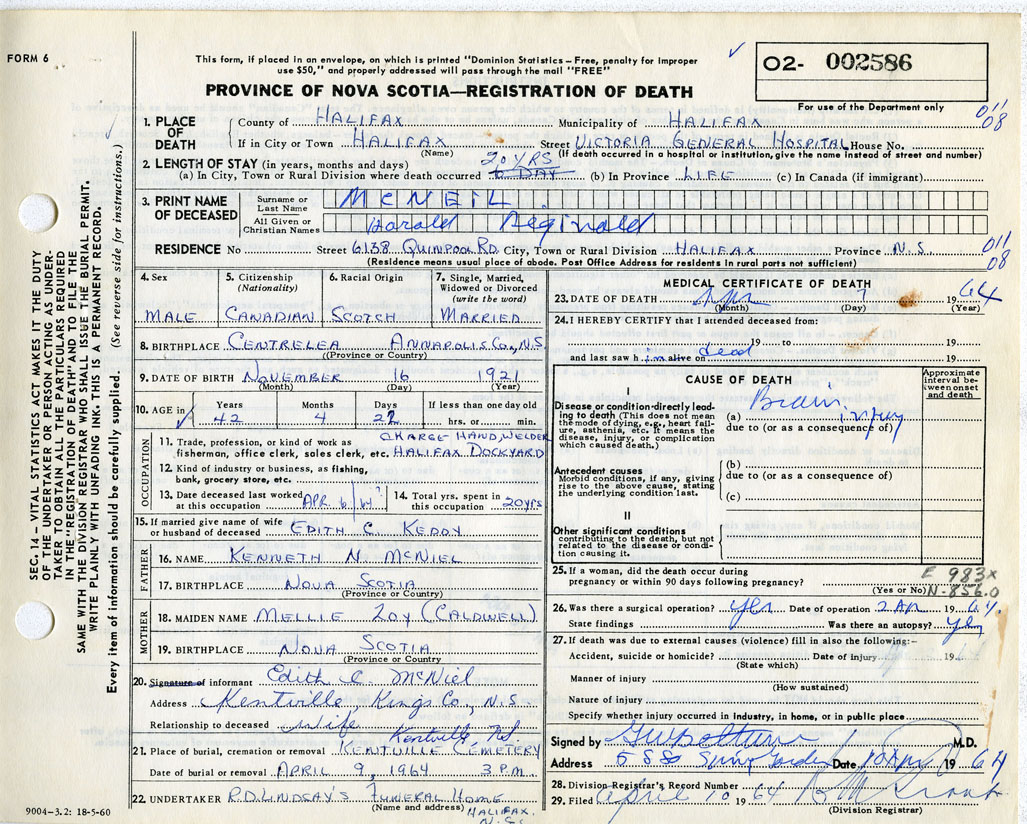 FORM 6
This form, if placed in an envelope, on which is printed "Dominion Statistics—Free, penalty for improper
use $50," and properly addressed will pass through the mail "FREE"
PROVINCE OF NOVA SCOTIA—REGISTRATION OF DEATH
02- 002586
For use of the Department only
011
08
1. PLACE OF DEATH
County of HALIFAX Municipality of HALIFAX
If in City or Town HALIFAX Street VICTORIA GENERAL HOSPITAL House No.
(Name) (If death occurred in a hospital or institution, give the name instead of street and number)
2. LENGTH OF STAY (in years, months and days) 20 YRS
(a) In City, Town or Rural Division where death occurred DAY (b) In Province LIFE (c) In Canada (if immigrant)
3. PRINT NAME OF DECEASED
Surname or Last Name McNEIL
All Given or Christian Names Harold Reginald
RESIDENCE No. Street 6138 QUINPOOL RD. City, Town or Rural Division HALIFAX Province N.S.
011
08
(Residence means usual place of abode. Post Office Address for residents in rural parts not sufficient)
4. Sex
MALE
5. Citizenship
(Nationality)
CANADIAN
6. Racial Origin
SCOTCH
7. Single, Married, Widowed or Divorced
(write the word)
MARRIED
8. BIRTHPLACE CENTRELEA ANNAPOLIS CO., N.S.
(Province or Country)
9. DATE OF BIRTH NOVEMBER 16 1921
(Month) (Day) (Year)
10. AGE in Years Months Days If less than one day old
42 4 22 hrs. or min.
OCCUPATION
11. Trade, profession, or kind of work as CHARGE HAND, WELDER
fisherman, office clerk, sales clerk, etc. HALIFAX DOCKYARD
12. Kind of industry or business, as fishing,
bank, grocery store, etc.
13. Date deceased last worked at this occupation APR 6/64
14. Total yrs. spent in this occupation 20 YRS
15. If married give name of wife
or husband of deceased EDITH C. KEDDY
FATHER
16. NAME KENNETH N. McNIEL
17. BIRTHPLACE NOVA SCOTIA
(Province or Country)
MOTHER
18. MAIDEN NAME MELLIE ZOY (CALDWELL)
19. BIRTHPLACE NOVA SCOTIA
(Province or Country)
20. Signature of informant Edith C. McNiel
Address Kentville, Kings Co., N.S.
Relationship to deceased Wife
Kentville, N.S.
21. Place of burial, cremation or removal KENTVILLE CEMETERY
Date of burial or removal APRIL 9, 1964 3 P.M.
22. UNDERTAKER P.D. LINDSAY'S FUNERAL HOME
(Name and address) HALIFAX, N.S.
9004-3.2: 18-5-60
MEDICAL CERTIFICATE OF DEATH
23. DATE OF DEATH Apr 7 1964
(Month) (Day) (Year)
24. I HEREBY CERTIFY that I attended deceased from:
19 to 19
and last saw him alive on dead 19
CAUSE OF DEATH
Approximate interval between onset and death
I
Disease or condition directly leading to death (This does not mean the mode of dying, e.g., heart failure, asthenia, etc. It means the disease, injury, or complication which caused death.)
(a) Brain injury
due to (or as a consequence of)
Antecedent causes
Morbid conditions, if any, giving rise to the above cause, stating the underlying condition last.
(b)
due to (or as a consequence of)
(c)
II
Other significant conditions
contributing to the death, but not related to the disease or condition causing it.
25. If a woman, did the death occur during
pregnancy or within 90 days following pregnancy?
(Yes or No)
E 983X
N-856.0
26. Was there a surgical operation? Yes Date of operation 2 Ap 1964
State findings Was there an autopsy? Yes
27. If death was due to external causes (violence) fill in also the following:—
Accident, suicide or homicide? Date of injury 19
(State which)
Manner of injury
(How sustained)
Nature of injury
Specify whether injury occurred in industry, in home, or in public place
Signed by M.D.
Address Spring Garden Date 10 Apr 1964
28. Division Registrar's Record Number
29. Filed April 10 1964
(Division Registrar)
SEC. 14 — VITAL STATISTICS ACT MAKES IT THE DUTY
OF THE UNDERTAKER OR PERSON ACTING AS UNDER-
TAKER TO OBTAIN ALL THE PARTICULARS REQUIRED
IN THE "REGISTRATION OF DEATH" AND TO FILE THE
SAME WITH THE DIVISION REGISTRAR WHO SHALL ISSUE THE BURIAL PERMIT.
WRITE PLAINLY WITH UNFADING INK. THIS IS A PERMANENT RECORD.
Every item of information should be carefully supplied. (See reverse side for instructions.)